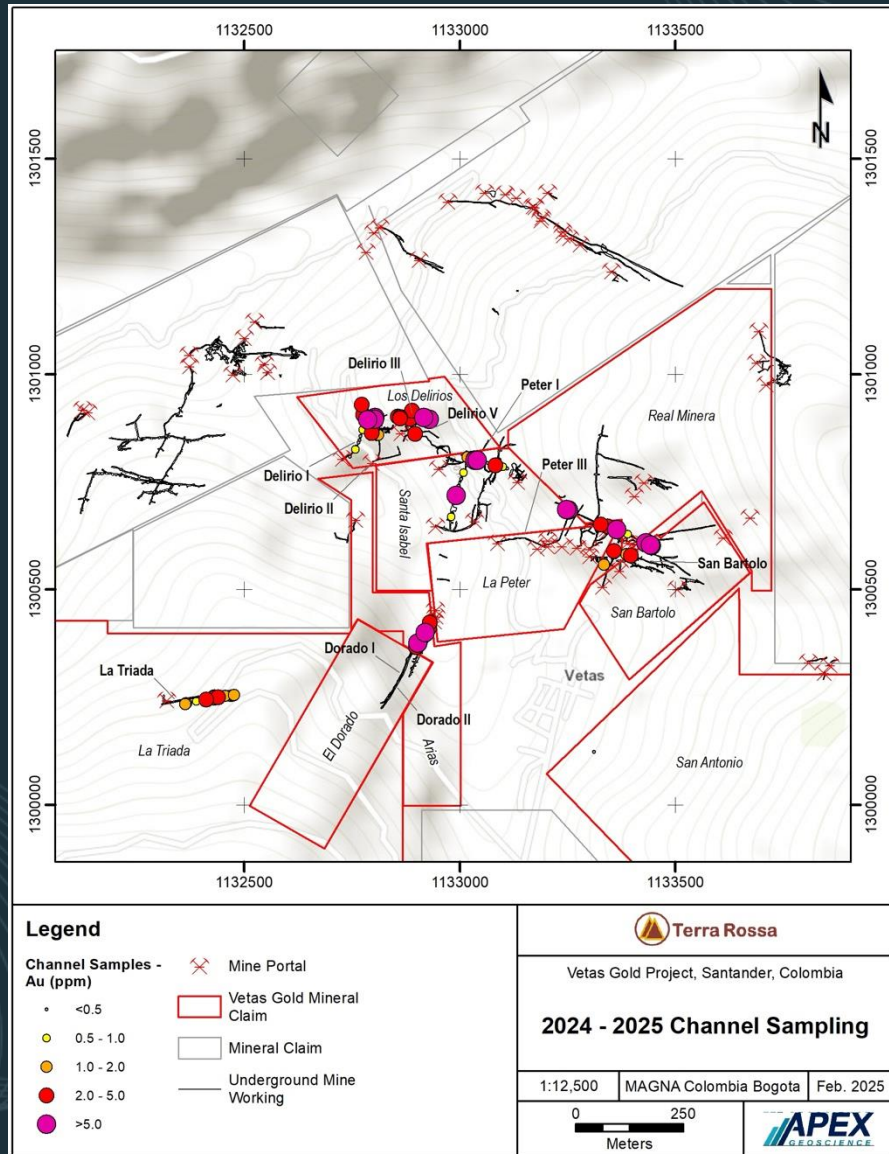 1132500 1133000 1133500
1301500 1301500
N
1301000 1301000
Delirio III
Los Delirios
Peter I
Delirio V
Real Minera
Peter III
Delirio I
Delirio II
Santa Isabel
1300500 1300500
San Bartolo
La Peter
San Bartolo
Dorado I
Vetas
La Triada
Dorado II
La Triada
El Dorado
Arias
San Antonio
1300000 1300000
1132500 1133000 1133500
Legend
Channel Samples -
Au (ppm)
<0.5
0.5 - 1.0
1.0 - 2.0
2.0 - 5.0
>5.0
Mine Portal
Vetas Gold Mineral
Claim
Mineral Claim
Underground Mine
Working
Terra Rossa
Vetas Gold Project, Santander, Colombia
2024 - 2025 Channel Sampling
1:12,500 MAGNA Colombia Bogota Feb. 2025
0 250
Meters
APEX
GEOSCIENCE